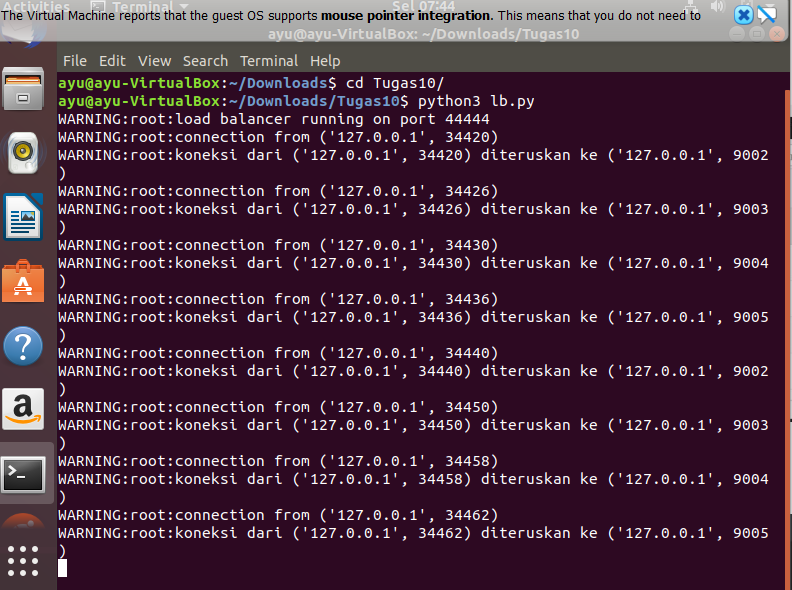 Activities Terminal Sel 07:44
The Virtual Machine reports that the guest OS supports mouse pointer integration. This means that you do not need to
ayu@ayu-VirtualBox: ~/Downloads/Tugas10
File Edit View Search Terminal Help
ayu@ayu-VirtualBox:~/Downloads$ cd Tugas10/
ayu@ayu-VirtualBox:~/Downloads/Tugas10$ python3 lb.py
WARNING:root:load balancer running on port 44444
WARNING:root:connection from ('127.0.0.1', 34420)
WARNING:root:koneksi dari ('127.0.0.1', 34420) diteruskan ke ('127.0.0.1', 9002
)
WARNING:root:connection from ('127.0.0.1', 34426)
WARNING:root:koneksi dari ('127.0.0.1', 34426) diteruskan ke ('127.0.0.1', 9003
)
WARNING:root:connection from ('127.0.0.1', 34430)
WARNING:root:koneksi dari ('127.0.0.1', 34430) diteruskan ke ('127.0.0.1', 9004
)
WARNING:root:connection from ('127.0.0.1', 34436)
WARNING:root:koneksi dari ('127.0.0.1', 34436) diteruskan ke ('127.0.0.1', 9005
)
WARNING:root:connection from ('127.0.0.1', 34440)
WARNING:root:koneksi dari ('127.0.0.1', 34440) diteruskan ke ('127.0.0.1', 9002
)
WARNING:root:connection from ('127.0.0.1', 34450)
WARNING:root:koneksi dari ('127.0.0.1', 34450) diteruskan ke ('127.0.0.1', 9003
)
WARNING:root:connection from ('127.0.0.1', 34458)
WARNING:root:koneksi dari ('127.0.0.1', 34458) diteruskan ke ('127.0.0.1', 9004
)
WARNING:root:connection from ('127.0.0.1', 34462)
WARNING:root:koneksi dari ('127.0.0.1', 34462) diteruskan ke ('127.0.0.1', 9005
)